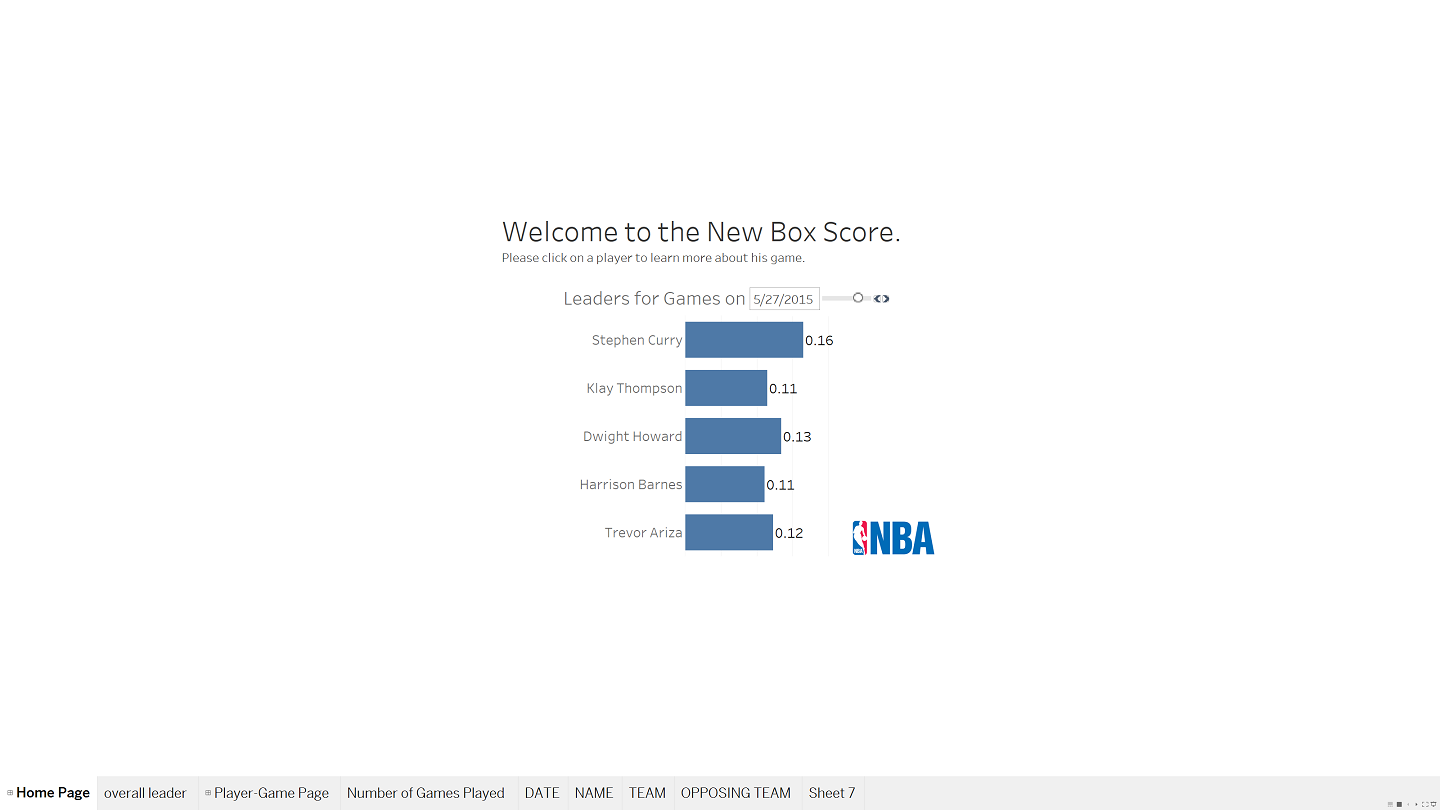 Welcome to the New Box Score.
Please click on a player to learn more about his game.
Leaders for Games on 5/27/2015
Stephen Curry 0.16
Klay Thompson 0.11
Dwight Howard 0.13
Harrison Barnes 0.11
Trevor Ariza 0.12
NBA NBA
Home Page overall leader Player-Game Page Number of Games Played DATE NAME TEAM OPPOSING TEAM Sheet 7